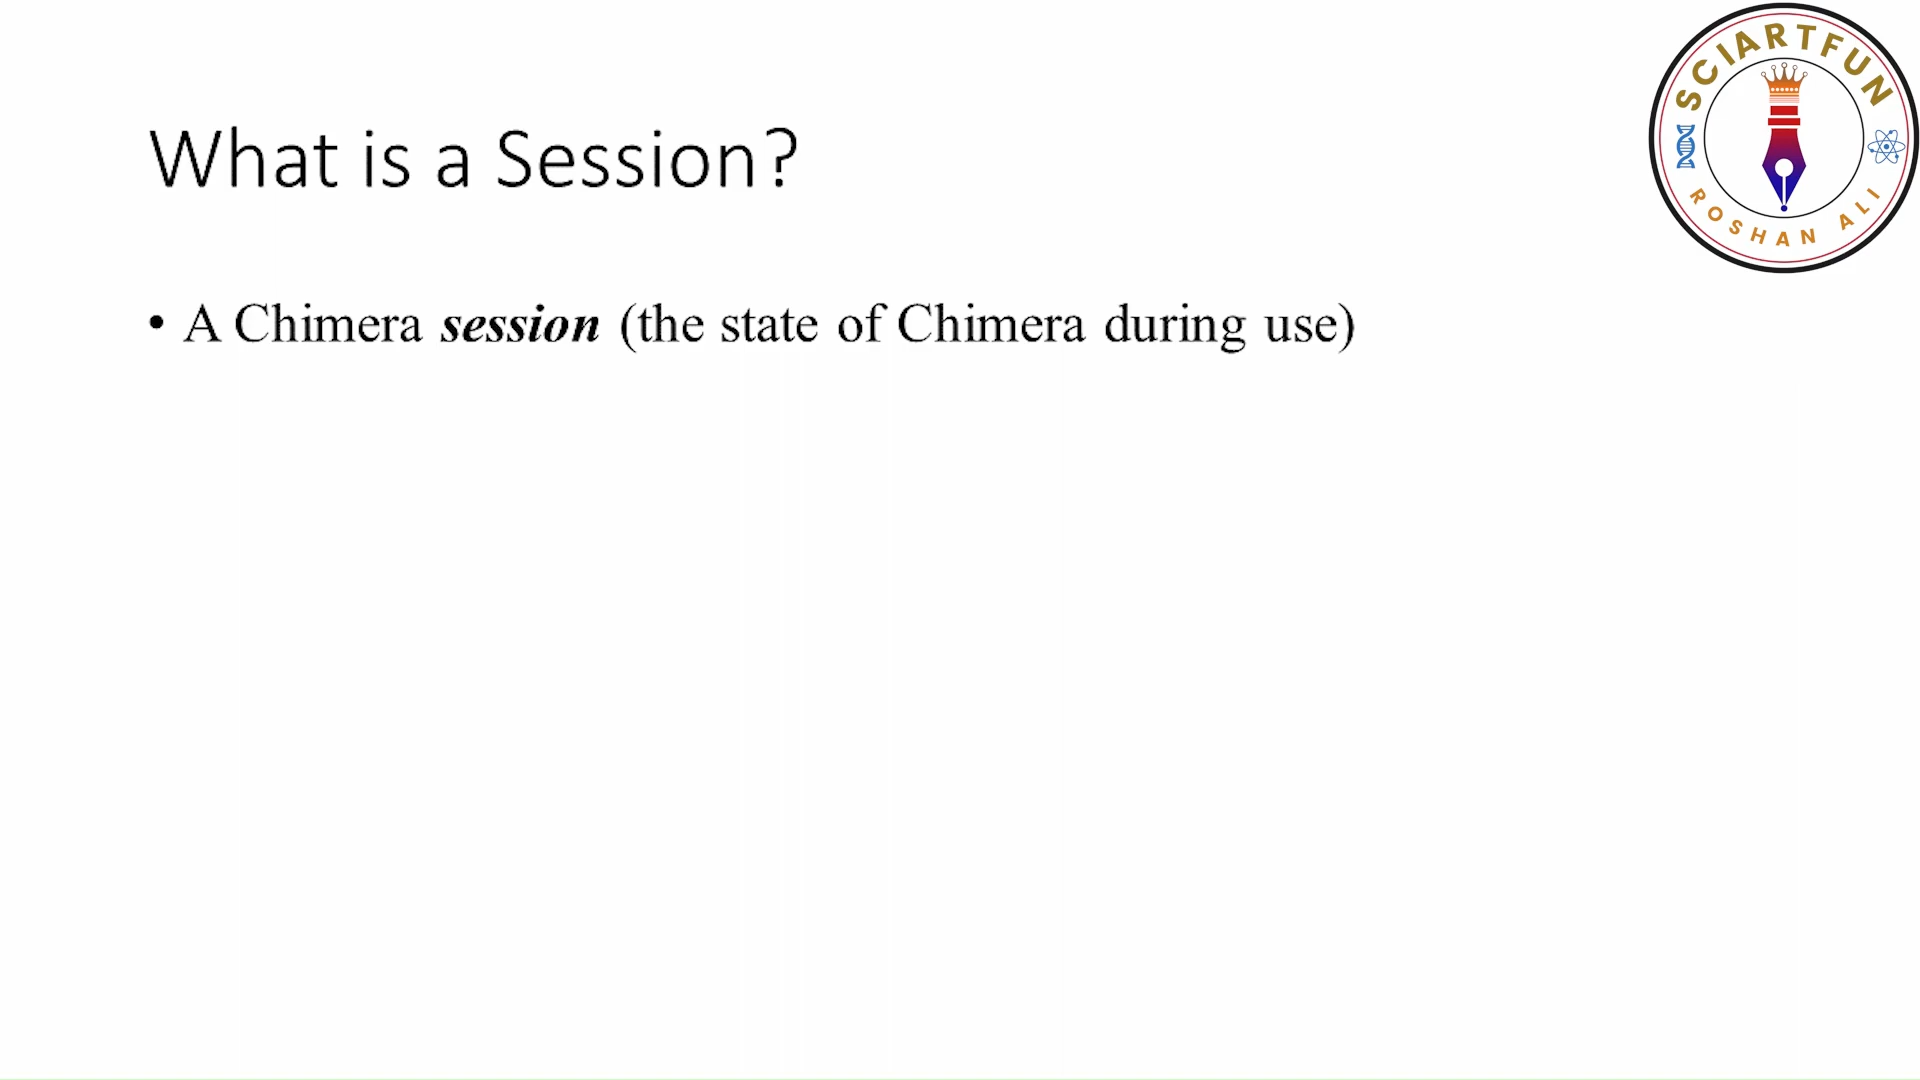 SCIARTFUN
ROSHAN ALI
What is a Session?
• A Chimera session (the state of Chimera during use)